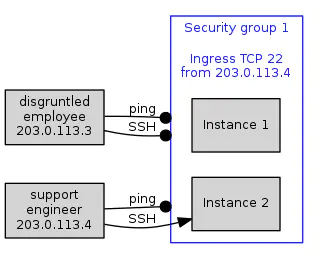 Security group 1
Ingress TCP 22
from 203.0.113.4
disgruntled
employee
203.0.113.3
ping
SSH
Instance 1
support
engineer
203.0.113.4
ping
SSH
Instance 2